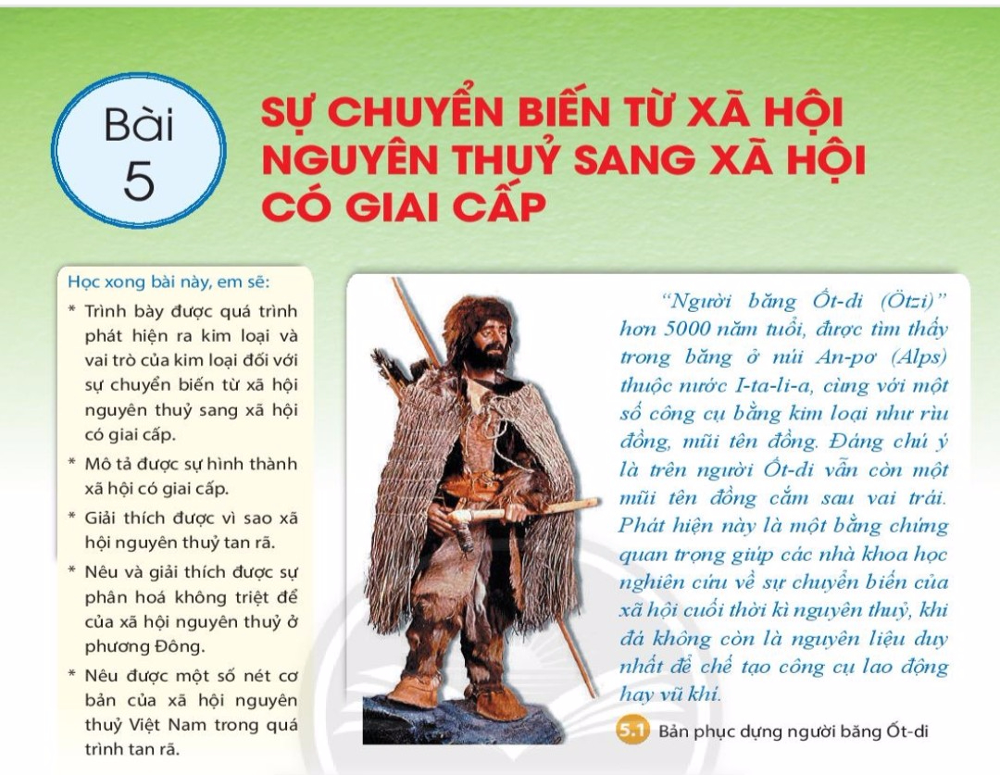 Bài
5
SỰ CHUYỂN BIẾN TỪ XÃ HỘI
NGUYÊN THUỶ SANG XÃ HỘI
CÓ GIAI CẤP
Học xong bài này, em sẽ:
* Trình bày được quá trình
phát hiện ra kim loại và
vai trò của kim loại đối với
sự chuyển biến từ xã hội
nguyên thuỷ sang xã hội
có giai cấp.
* Mô tả được sự hình thành
xã hội có giai cấp.
* Giải thích được vì sao xã
hội nguyên thuỷ tan rã.
* Nêu và giải thích được sự
phân hoá không triệt để
của xã hội nguyên thuỷ ở
phương Đông.
* Nêu được một số nét cơ
bản của xã hội nguyên
thuỷ Việt Nam trong quá
trình tan rã.
“Người băng Ốt-di (Ötzi)”
hơn 5000 năm tuổi, được tìm thấy
trong băng ở núi An-pơ (Alps)
thuộc nước I-ta-li-a, cùng với một
số công cụ bằng kim loại như rìu
đồng, mũi tên đồng. Đáng chú ý
là trên người Ốt-di vẫn còn một
mũi tên đồng cắm sau vai trái.
Phát hiện này là một bằng chứng
quan trọng giúp các nhà khoa học
nghiên cứu về sự chuyển biến của
xã hội cuối thời kì nguyên thuỷ, khi
đá không còn là nguyên liệu duy
nhất để chế tạo công cụ lao động
hay vũ khí.
5.1 Bản phục dựng người băng Ốt-di